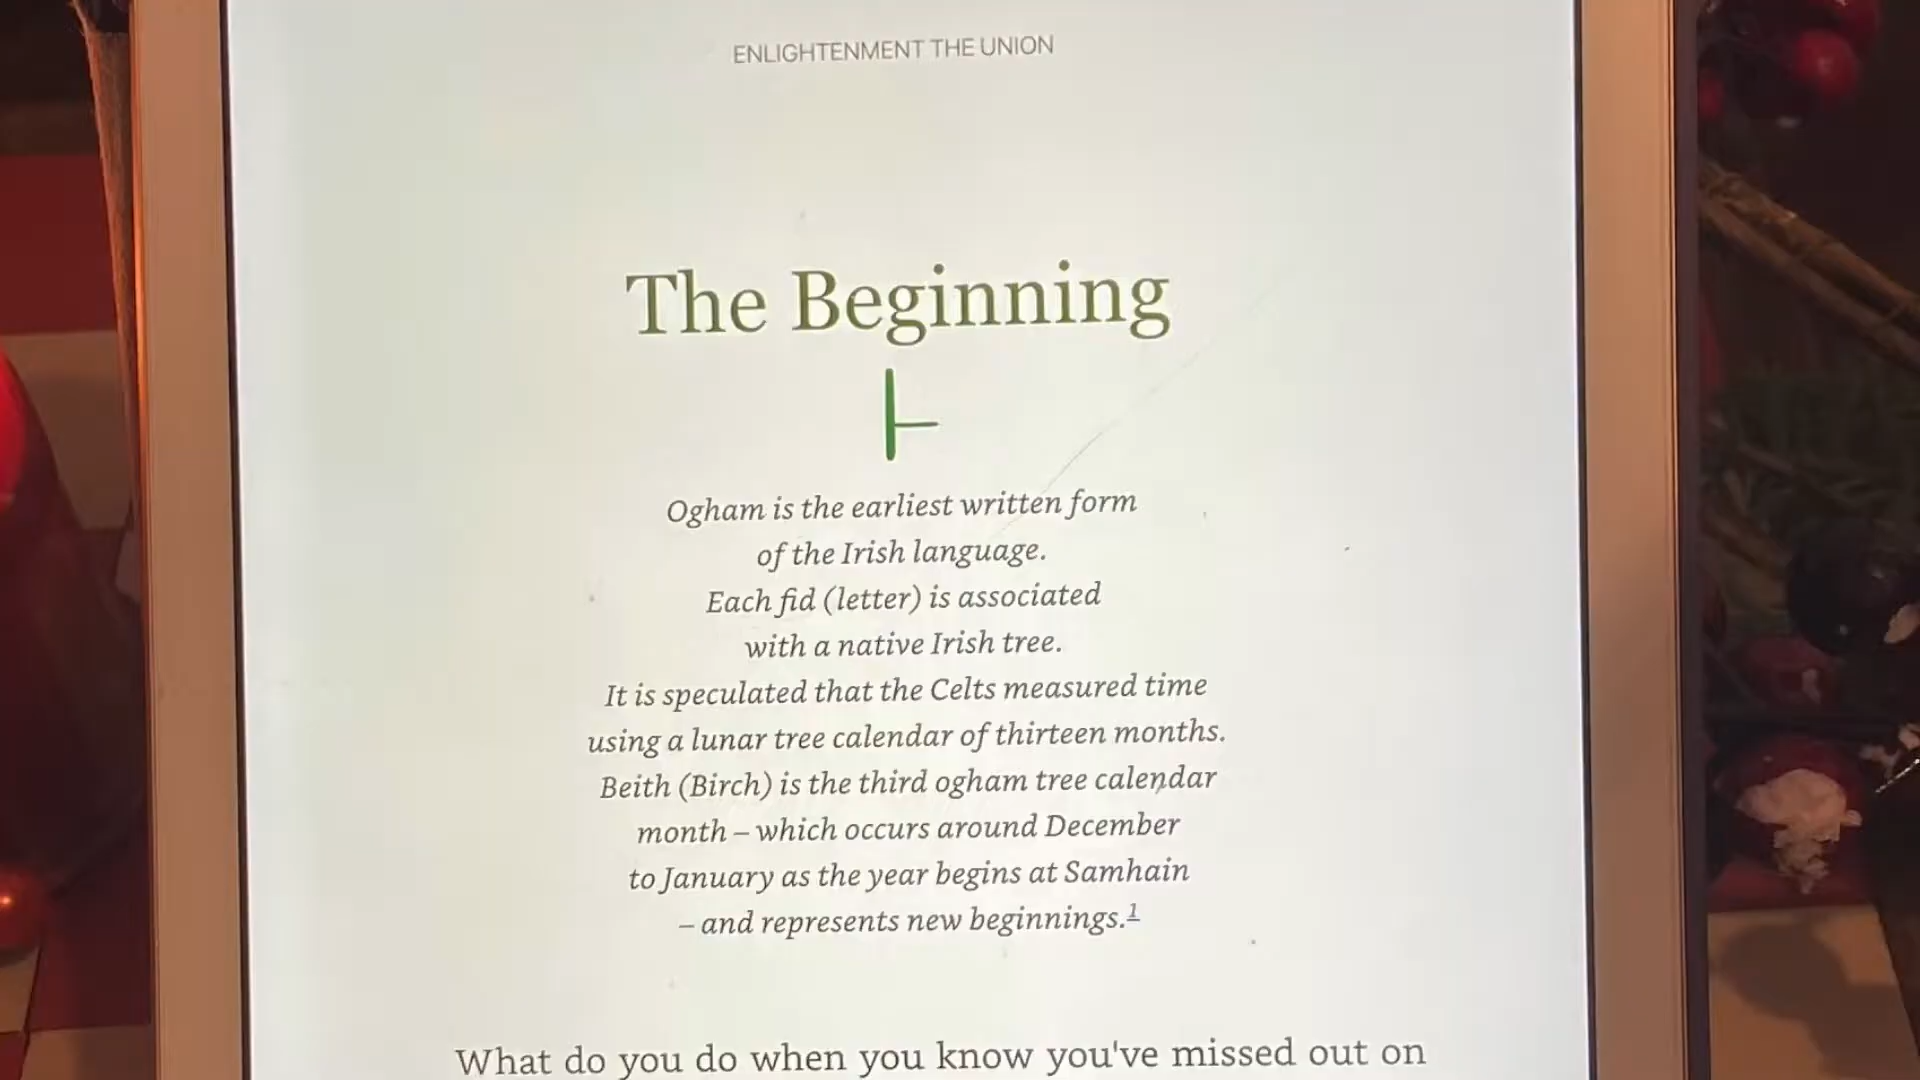 ENLIGHTENMENT THE UNION
The Beginning
Ogham is the earliest written form
of the Irish language.
Each fid (letter) is associated
with a native Irish tree.
It is speculated that the Celts measured time
using a lunar tree calendar of thirteen months.
Beith (Birch) is the third ogham tree calendar
month – which occurs around December
to January as the year begins at Samhain
– and represents new beginnings.1
What do you do when you know you've missed out on